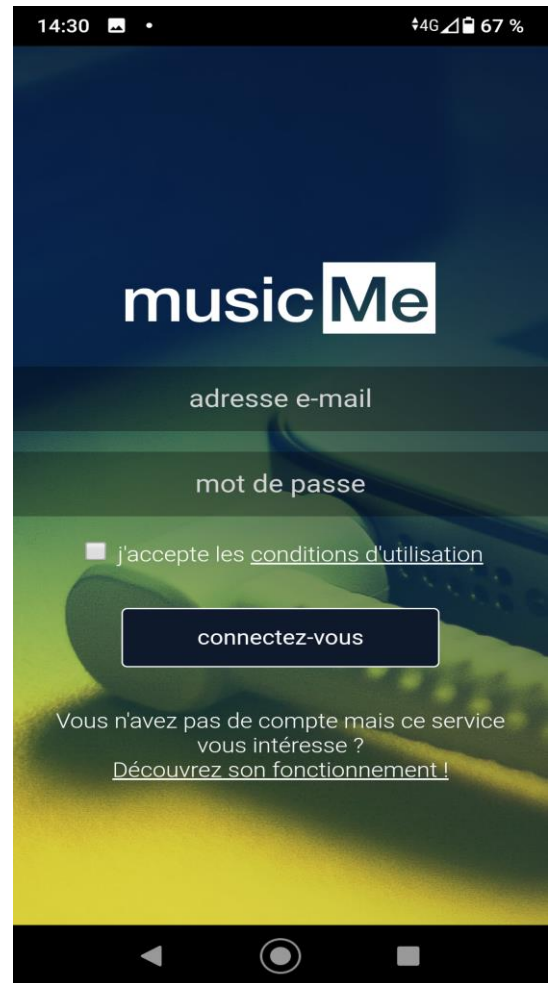 14:30 4G 67 %
music Me
adresse e-mail
mot de passe
j'accepte les conditions d'utilisation
connectez-vous
Vous n'avez pas de compte mais ce service
vous intéresse ?
Découvrez son fonctionnement !